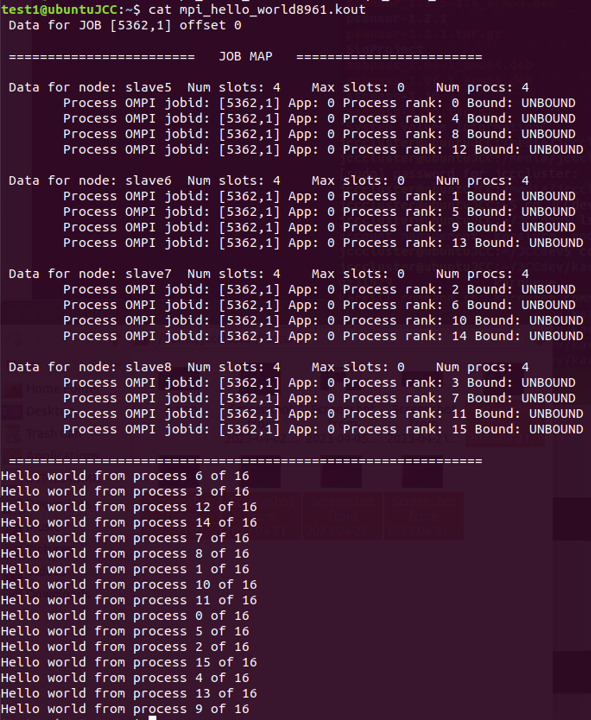 test1@ubuntuJCC:~$ cat mpi_hello_world8961.kout
Data for JOB [5362,1] offset 0
======================== JOB MAP ========================
Data for node: slave5 Num slots: 4 Max slots: 0 Num procs: 4
Process OMPI jobid: [5362,1] App: 0 Process rank: 0 Bound: UNBOUND
Process OMPI jobid: [5362,1] App: 0 Process rank: 4 Bound: UNBOUND
Process OMPI jobid: [5362,1] App: 0 Process rank: 8 Bound: UNBOUND
Process OMPI jobid: [5362,1] App: 0 Process rank: 12 Bound: UNBOUND
Data for node: slave6 Num slots: 4 Max slots: 0 Num procs: 4
Process OMPI jobid: [5362,1] App: 0 Process rank: 1 Bound: UNBOUND
Process OMPI jobid: [5362,1] App: 0 Process rank: 5 Bound: UNBOUND
Process OMPI jobid: [5362,1] App: 0 Process rank: 9 Bound: UNBOUND
Process OMPI jobid: [5362,1] App: 0 Process rank: 13 Bound: UNBOUND
Data for node: slave7 Num slots: 4 Max slots: 0 Num procs: 4
Process OMPI jobid: [5362,1] App: 0 Process rank: 2 Bound: UNBOUND
Process OMPI jobid: [5362,1] App: 0 Process rank: 6 Bound: UNBOUND
Process OMPI jobid: [5362,1] App: 0 Process rank: 10 Bound: UNBOUND
Process OMPI jobid: [5362,1] App: 0 Process rank: 14 Bound: UNBOUND
Data for node: slave8 Num slots: 4 Max slots: 0 Num procs: 4
Process OMPI jobid: [5362,1] App: 0 Process rank: 3 Bound: UNBOUND
Process OMPI jobid: [5362,1] App: 0 Process rank: 7 Bound: UNBOUND
Process OMPI jobid: [5362,1] App: 0 Process rank: 11 Bound: UNBOUND
Process OMPI jobid: [5362,1] App: 0 Process rank: 15 Bound: UNBOUND
=============================================================
Hello world from process 6 of 16
Hello world from process 3 of 16
Hello world from process 12 of 16
Hello world from process 14 of 16
Hello world from process 7 of 16
Hello world from process 8 of 16
Hello world from process 1 of 16
Hello world from process 10 of 16
Hello world from process 11 of 16
Hello world from process 0 of 16
Hello world from process 5 of 16
Hello world from process 2 of 16
Hello world from process 15 of 16
Hello world from process 4 of 16
Hello world from process 13 of 16
Hello world from process 9 of 16